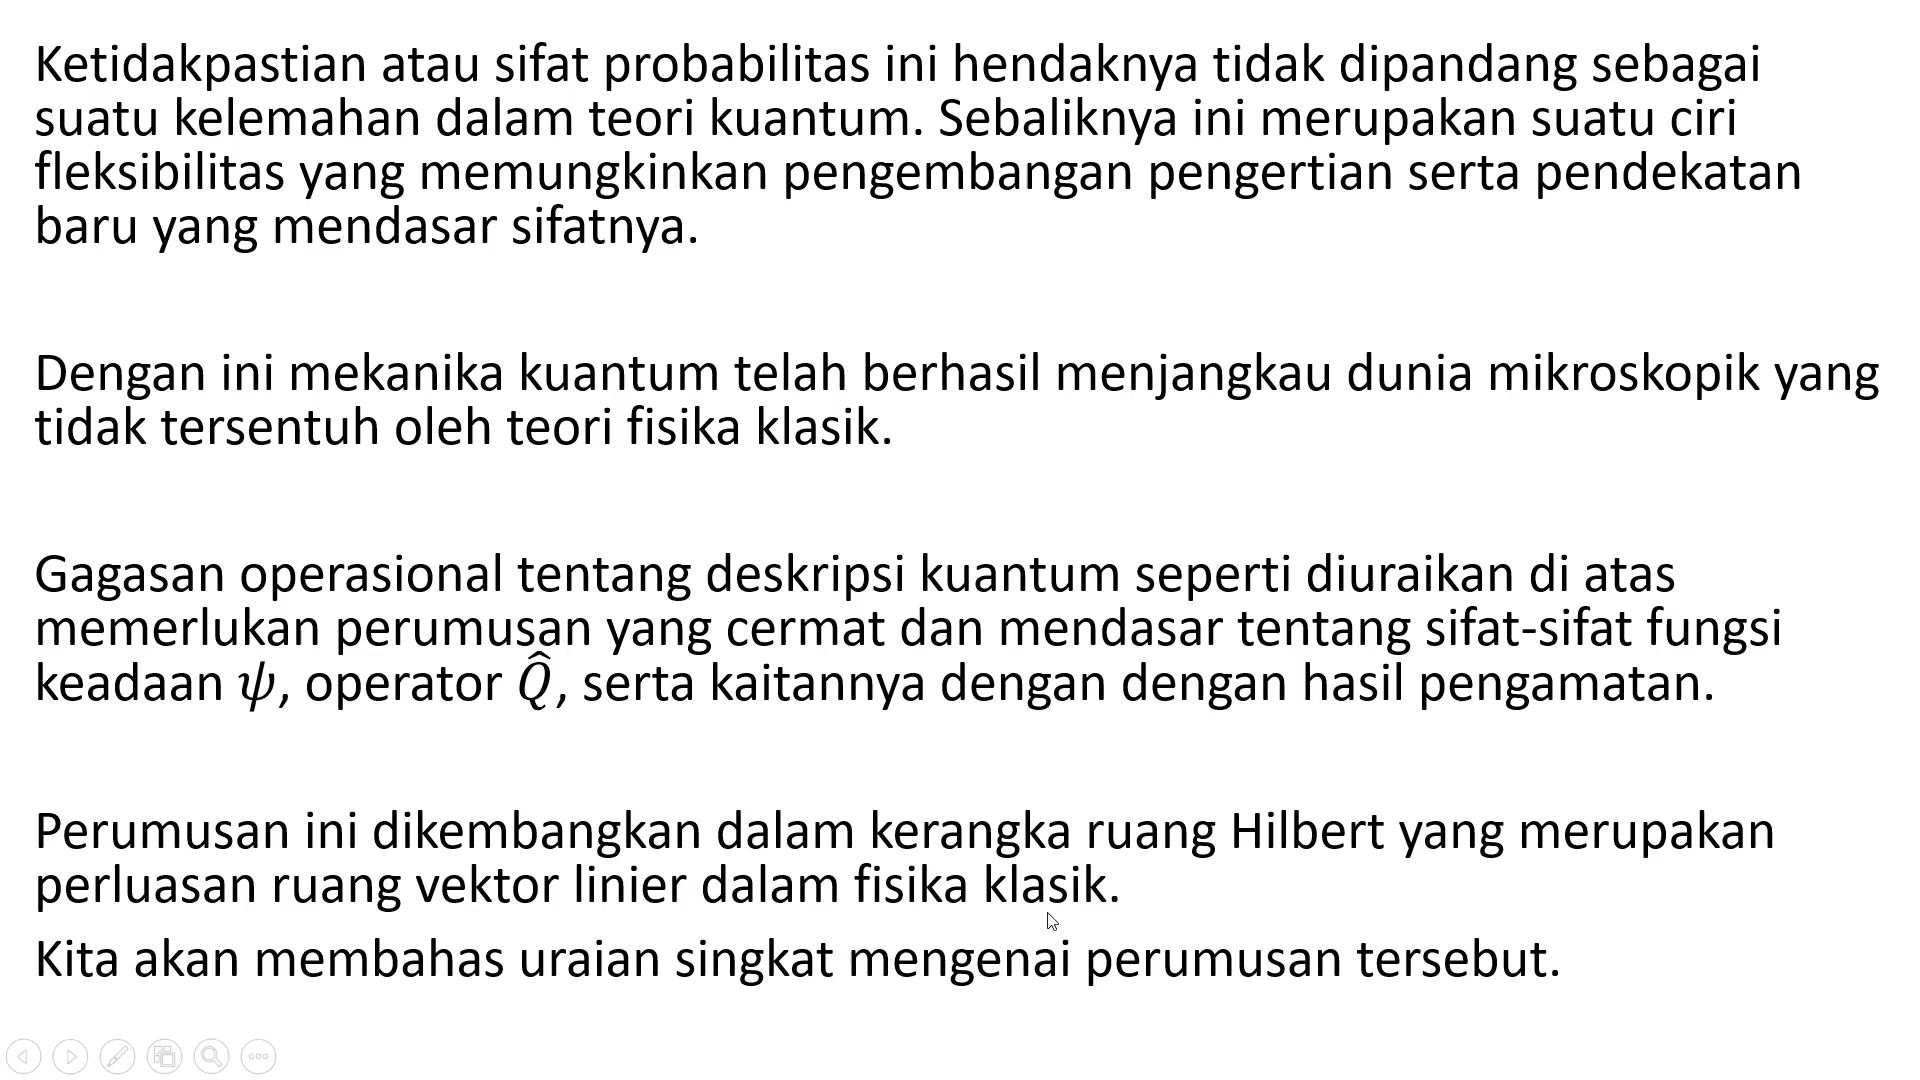 Ketidakpastian atau sifat probabilitas ini hendaknya tidak dipandang sebagai
suatu kelemahan dalam teori kuantum. Sebaliknya ini merupakan suatu ciri
fleksibilitas yang memungkinkan pengembangan pengertian serta pendekatan
baru yang mendasar sifatnya.
Dengan ini mekanika kuantum telah berhasil menjangkau dunia mikroskopik yang
tidak tersentuh oleh teori fisika klasik.
Gagasan operasional tentang deskripsi kuantum seperti diuraikan di atas
memerlukan perumusan yang cermat dan mendasar tentang sifat-sifat fungsi
keadaan 𝜓, operator 𝑄̂, serta kaitannya dengan dengan hasil pengamatan.
Perumusan ini dikembangkan dalam kerangka ruang Hilbert yang merupakan
perluasan ruang vektor linier dalam fisika klasik.
Kita akan membahas uraian singkat mengenai perumusan tersebut.